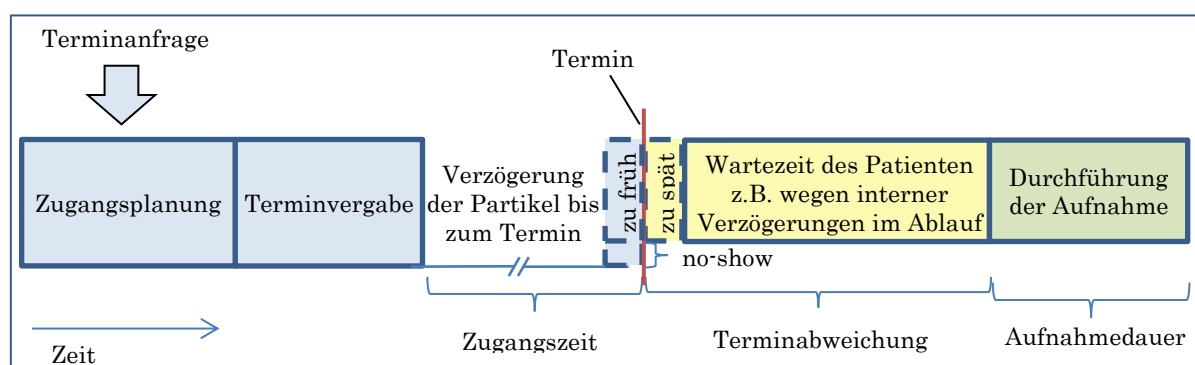 Terminanfrage
Termin
Zugangsplanung
Terminvergabe
Verzögerung
der Partikel bis
zum Termin
zu früh
zu spät
Wartezeit des Patienten
z.B. wegen interner
Verzögerungen im Ablauf
Durchführung
der Aufnahme
no-show
Zeit
Zugangszeit
Terminabweichung
Aufnahmedauer